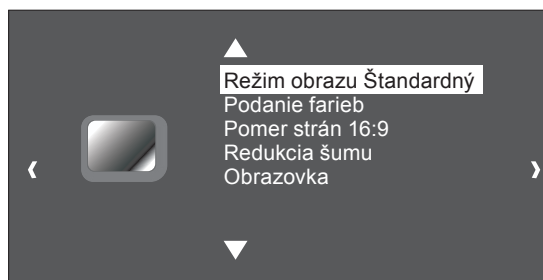 Režim obrazu Štandardný
Podanie farieb
Pomer strán 16:9
Redukcia šumu
Obrazovka